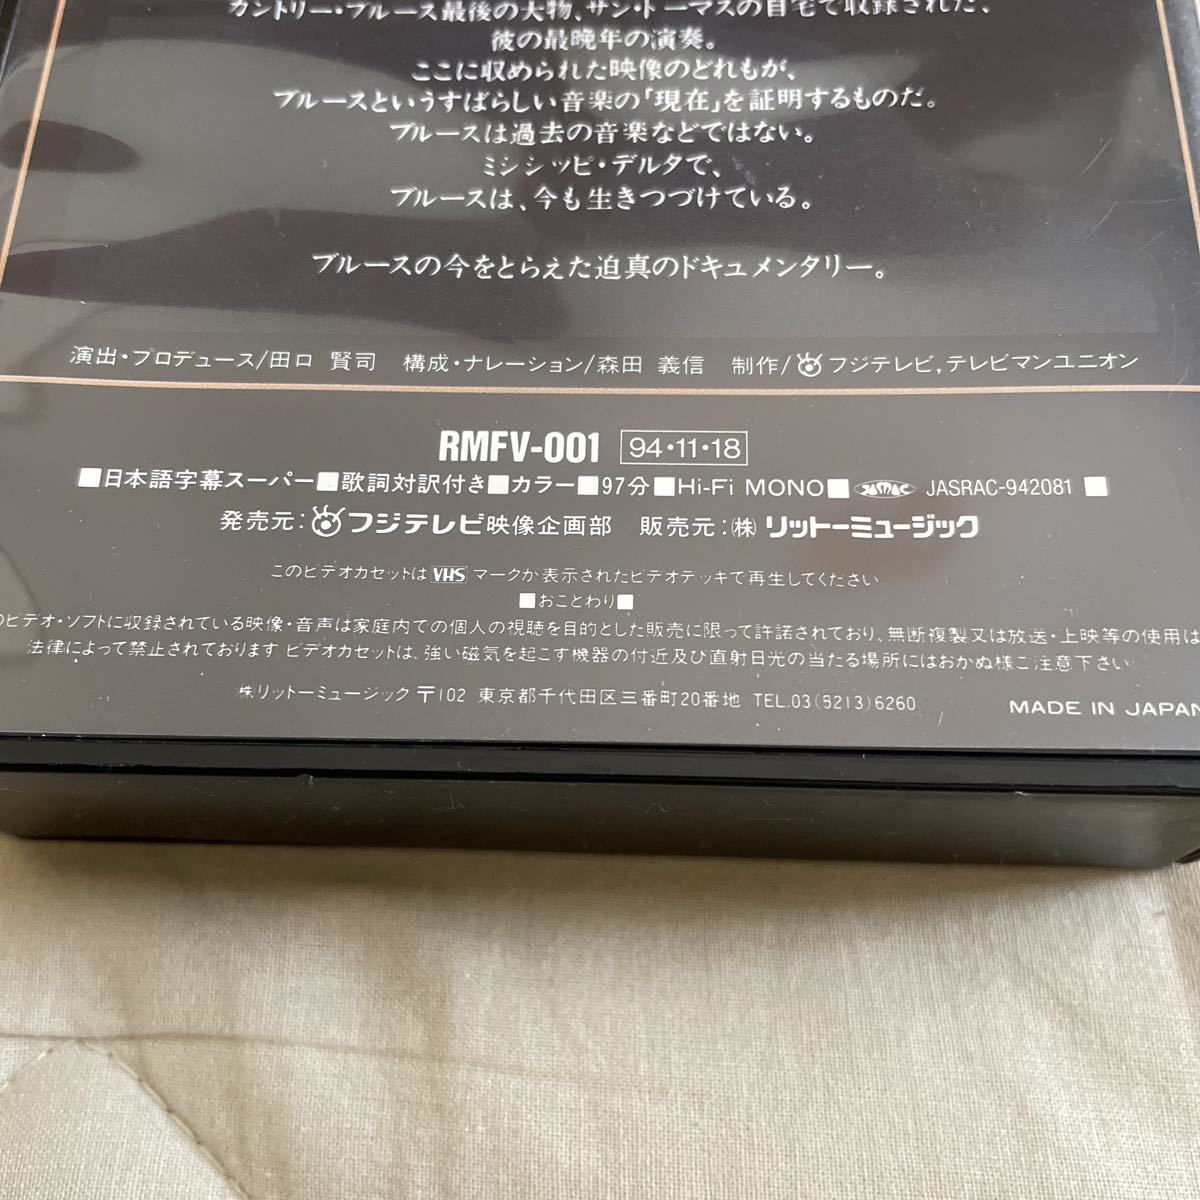 カントリー・ブルース最後の大物、サン・トーマスの自宅で収録された、
彼の最晩年の演奏。
ここに収められた映像のどれもが、
ブルースというすばらしい音楽の「現在」を証明するものだ。
ブルースは過去の音楽などではない。
ミシシッピ・デルタで、
ブルースは、今も生きつづけている。
ブルースの今をとらえた迫真のドキュメンタリー。
演出・プロデュース/田口 賢司 構成・ナレーション/森田 義信 制作/フジテレビ,テレビマンユニオン
RMFV-001 94・11・18
■日本語字幕スーパー■歌詞対訳付き■カラー■97分■Hi-Fi MONO■JASRAC JASRAC-942081■
発売元:フジテレビ映像企画部 販売元:㈱リットーミュージック
このビデオカセットはVHSマークが表示されたビデオデッキで再生してください
■おことわり■
のビデオ・ソフトに収録されている映像・音声は家庭内での個人の視聴を目的とした販売に限って許諾されており、無断複製又は放送・上映等の使用は
法律によって禁止されております ビデオカセットは、強い磁気を起こす機器の付近及び直射日光の当たる場所にはおかぬ様ご注意下さい
㈱リットーミュージック 〒102 東京都千代田区三番町20番地 TEL.03(5213)6260
MADE IN JAPAN